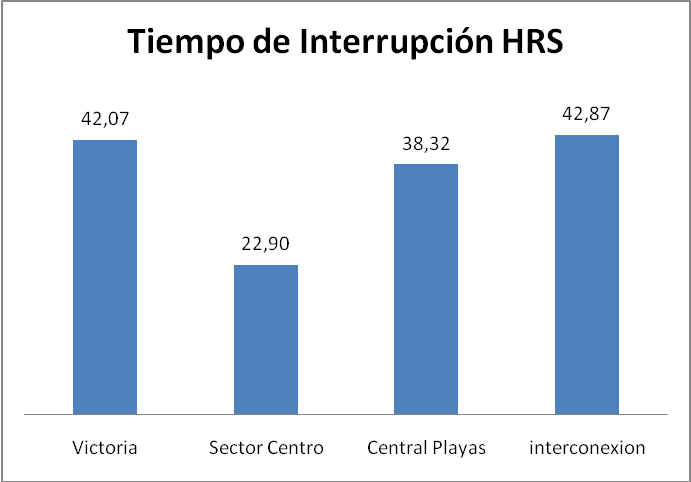 Tiempo de Interrupción HRS
42,07
22,90
38,32
42,87
Victoria
Sector Centro
Central Playas
interconexion